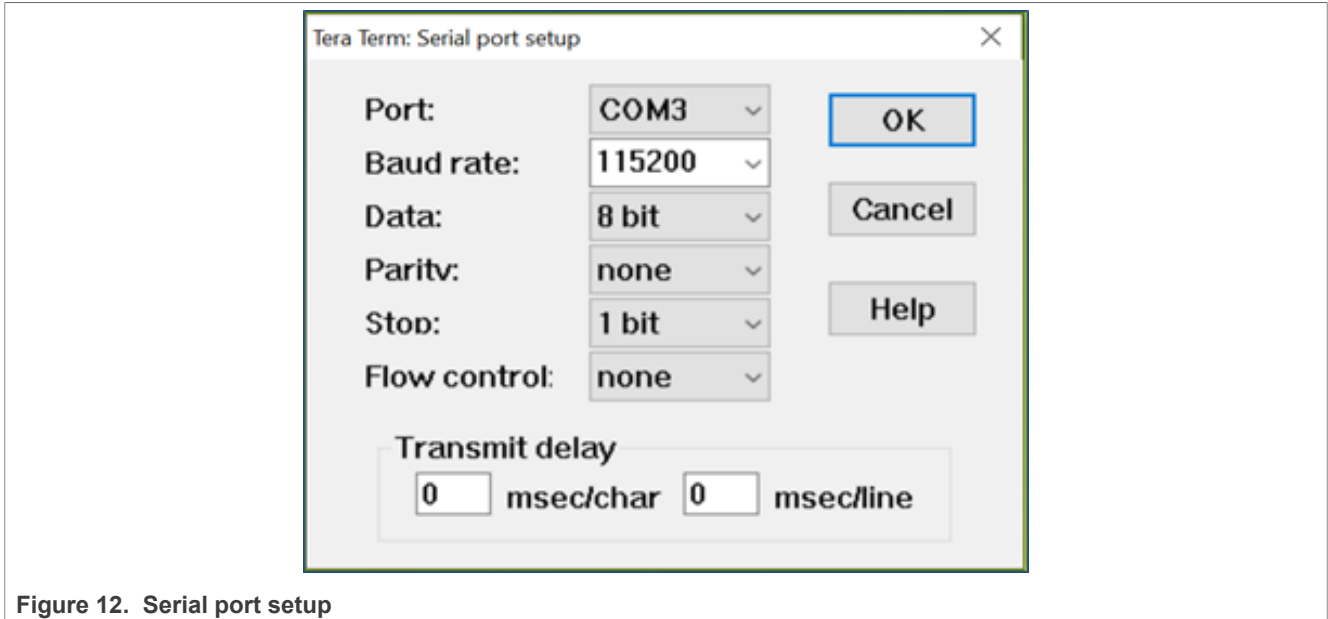 Tera Term: Serial port setup
Port: COM3 OK
Baud rate: 115200
Data: 8 bit Cancel
Parity: none
Stop: 1 bit Help
Flow control: none
Transmit delay
0 msec/char 0 msec/line
Figure 12. Serial port setup